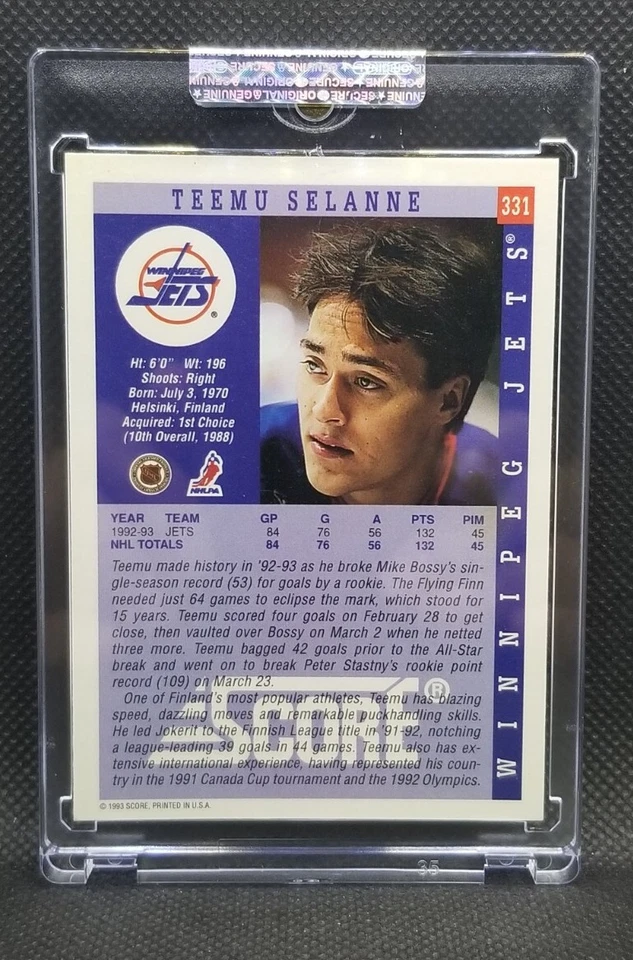 ★GENUINE
ORIGINAL
★SECURE
TEEMU SELANNE
331
WINNIPEG JETS®
WINNIPEG
JETS
®
Ht: 6'0" Wt: 196
Shoots: Right
Born: July 3, 1970
Helsinki, Finland
Acquired: 1st Choice
(10th Overall, 1988)
NHLPA
YEAR TEAM GP G A PTS PIM
1992-93 JETS 84 76 56 132 45
NHL TOTALS 84 76 56 132 45
Teemu made history in '92-93 as he broke Mike Bossy's sin-
gle-season record (53) for goals by a rookie. The Flying Finn
needed just 64 games to eclipse the mark, which stood for
15 years. Teemu scored four goals on February 28 to get
close, then vaulted over Bossy on March 2 when he netted
three more. Teemu bagged 42 goals prior to the All-Star
break and went on to break Peter Stastny's rookie point
record (109) on March 23.
One of Finland's most popular athletes, Teemu has blazing
speed, dazzling moves and remarkable puckhandling skills.
He led Jokerit to the Finnish League title in '91-92, notching
a league-leading 39 goals in 44 games. Teemu also has ex-
tensive international experience, having represented his coun-
try in the 1991 Canada Cup tournament and the 1992 Olympics.
SCORE®
© 1993 SCORE, PRINTED IN U.S.A.
35